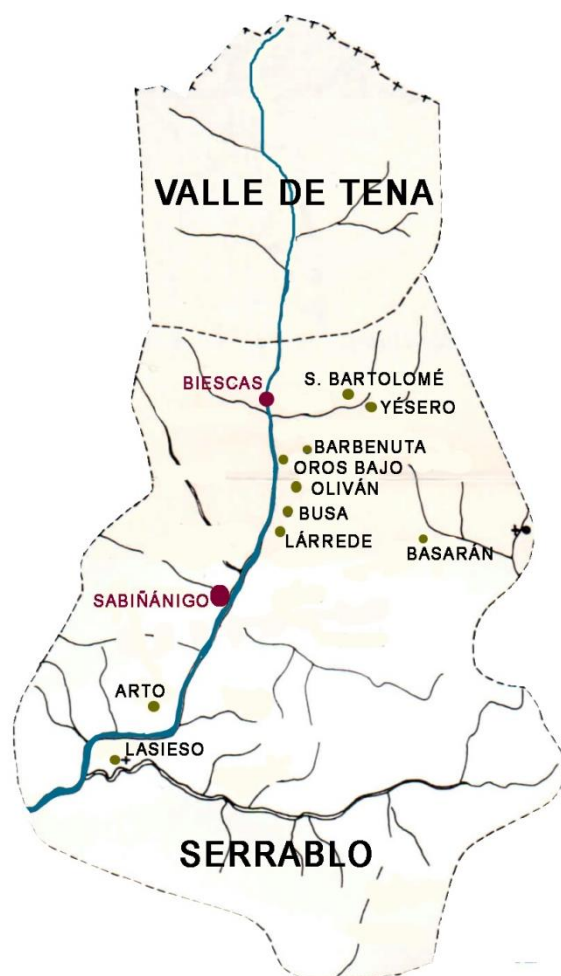 VALLE DE TENA
BIESCAS
S. BARTOLOMÉ
YÉSERO
BARBENUTA
OROS BAJO
OLIVÁN
BUSA
LÁRREDE
BASARÁN
SABIÑÁNIGO
ARTO
LASIESO
SERRABLO